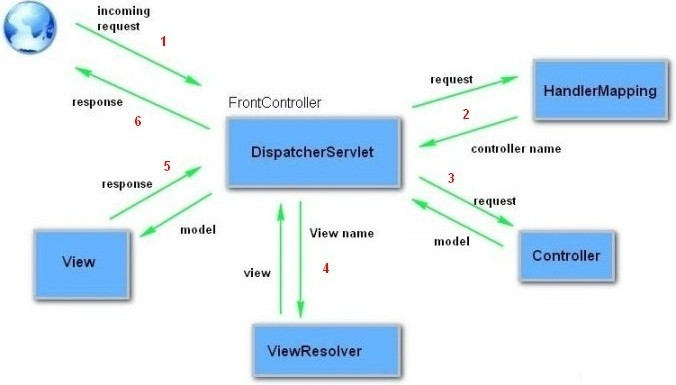 incoming
request
1
response
6
FrontController
DispatcherServlet
request
2
controller name
HandlerMapping
3
request
model
Controller
5
response
model
View
View name
4
view
ViewResolver